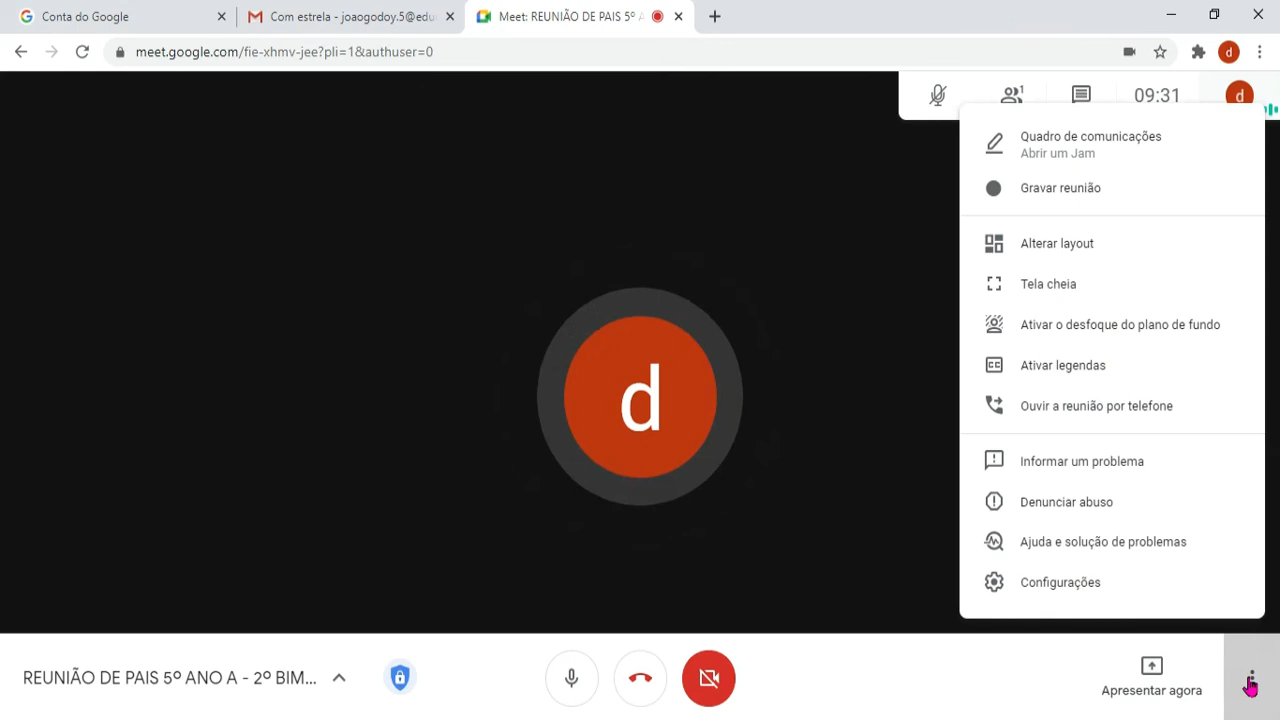 Conta do Google
Com estrela - joaogodoy.5@edu
Meet: REUNIÃO DE PAIS 5º A
meet.google.com/fie-xhmv-jee?pli=1&authuser=0
d
1
09:31
d
Quadro de comunicações
Abrir um Jam
Gravar reunião
Alterar layout
Tela cheia
Ativar o desfoque do plano de fundo
CC Ativar legendas
Ouvir a reunião por telefone
Informar um problema
Denunciar abuso
Ajuda e solução de problemas
Configurações
d
REUNIÃO DE PAIS 5º ANO A - 2º BIM...
Apresentar agora